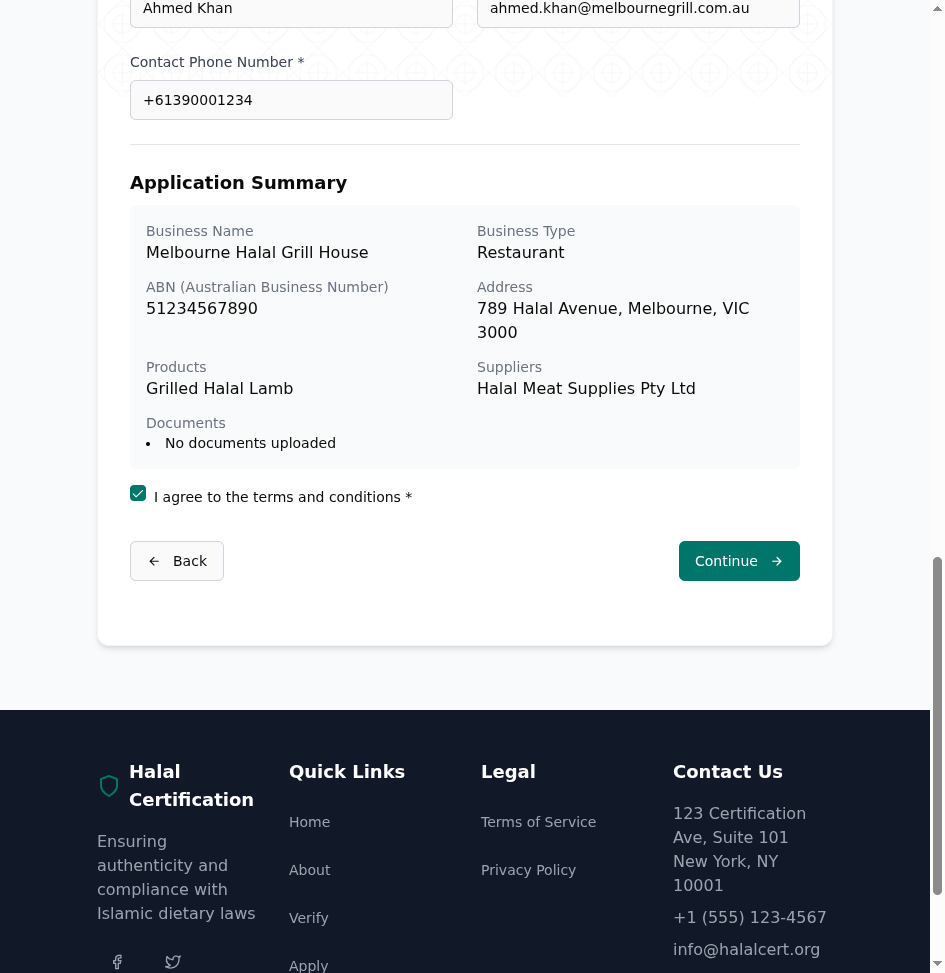 Ahmed Khan
ahmed.khan@melbournegrill.com.au
Contact Phone Number *
+61390001234
Application Summary
Business Name
Melbourne Halal Grill House
Business Type
Restaurant
ABN (Australian Business Number)
51234567890
Address
789 Halal Avenue, Melbourne, VIC
3000
Products
Grilled Halal Lamb
Suppliers
Halal Meat Supplies Pty Ltd
Documents
• No documents uploaded
I agree to the terms and conditions *
Back
Continue
Halal
Certification
Ensuring
authenticity and
compliance with
Islamic dietary laws
Quick Links
Home
About
Verify
Apply
Legal
Terms of Service
Privacy Policy
Contact Us
123 Certification
Ave, Suite 101
New York, NY
10001
+1 (555) 123-4567
info@halalcert.org